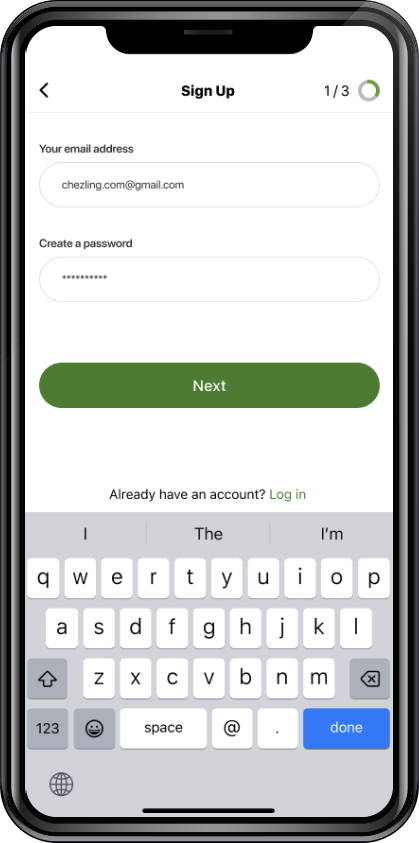 Sign Up
1 / 3
Your email address
chezling.com@gmail.com
Create a password
**********
Next
Already have an account? Log in
I The I'm
q w e r t y u i o p
a s d f g h j k l
z x c v b n m
123 space @ . done